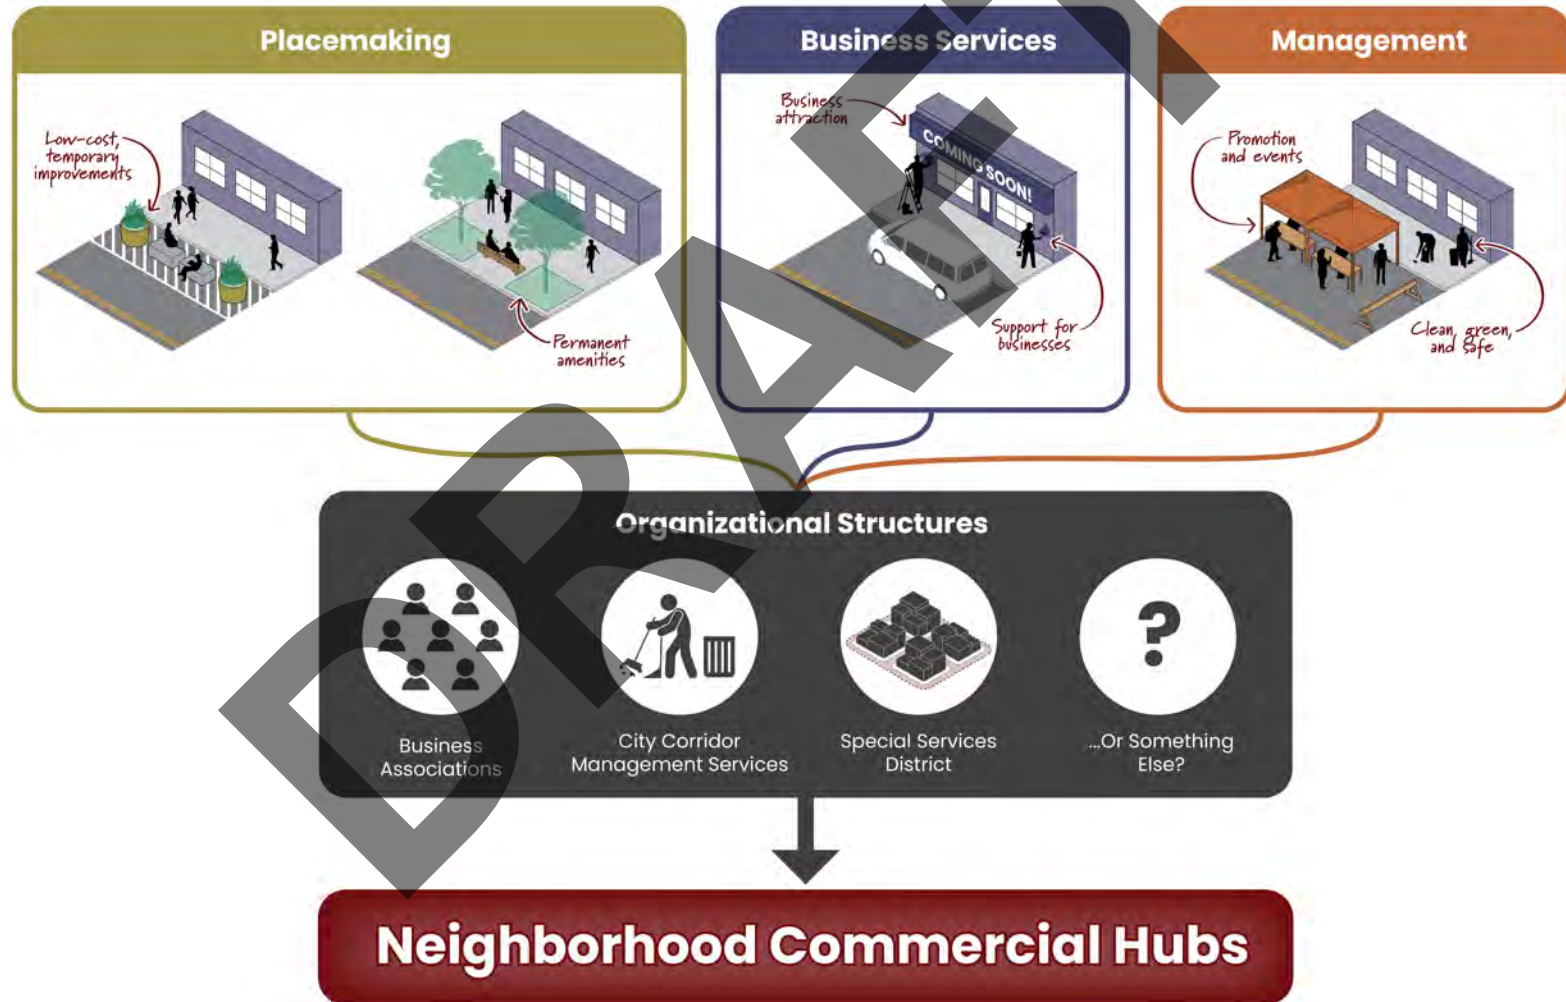 Placemaking
Low-cost,
temporary
improvements
Permanent
amenities
Business Services
Business
attraction
COMING SOON!
Support for
businesses
Management
Promotion
and events
Clean, green,
and safe
Organizational Structures
Business
Associations
City Corridor
Management Services
Special Services
District
?
...Or Something
Else?
Neighborhood Commercial Hubs
DRAFT